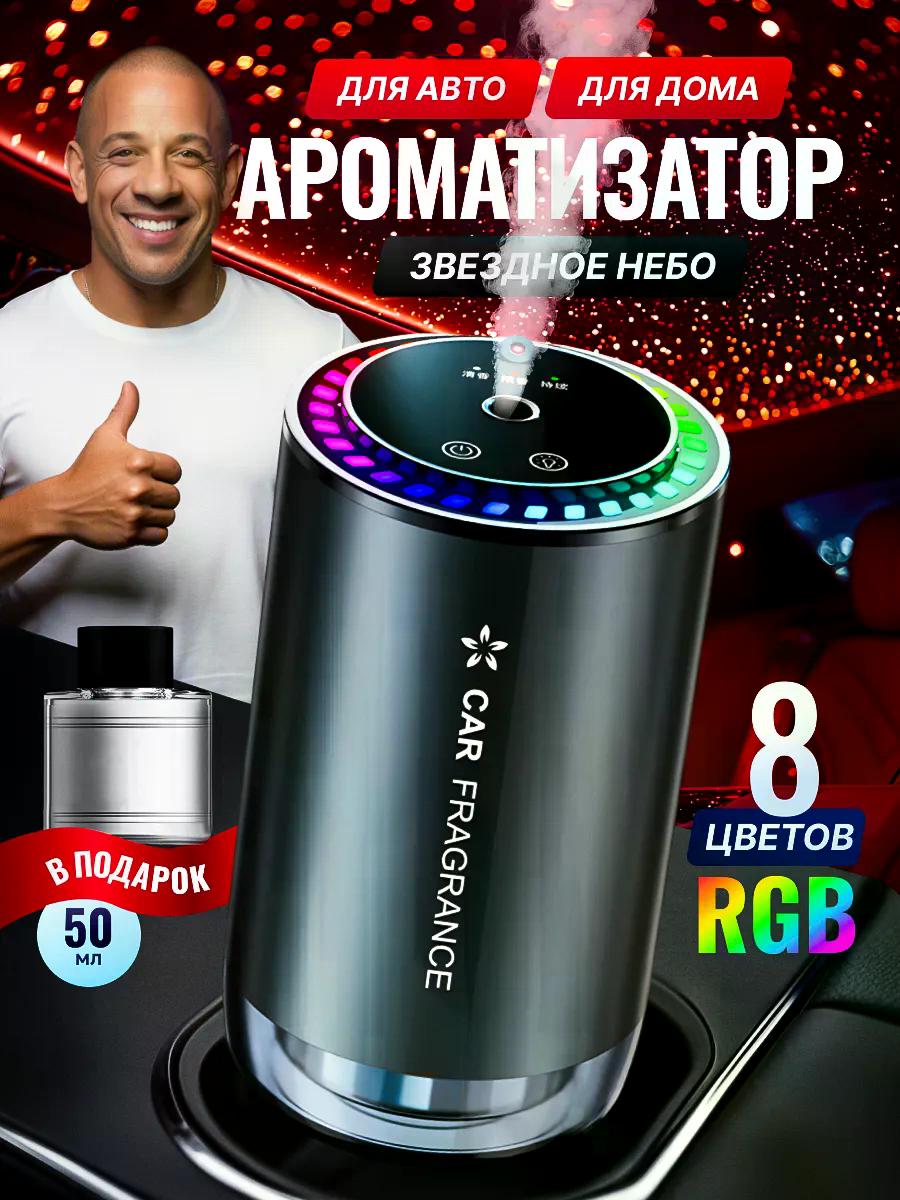 ДЛЯ АВТО
ДЛЯ ДОМА
АРОМАТИЗАТОР
ЗВЕЗДНОЕ НЕБО
CAR FRAGRANCE
В ПОДАРОК
50
МЛ
8
ЦВЕТОВ
RGB